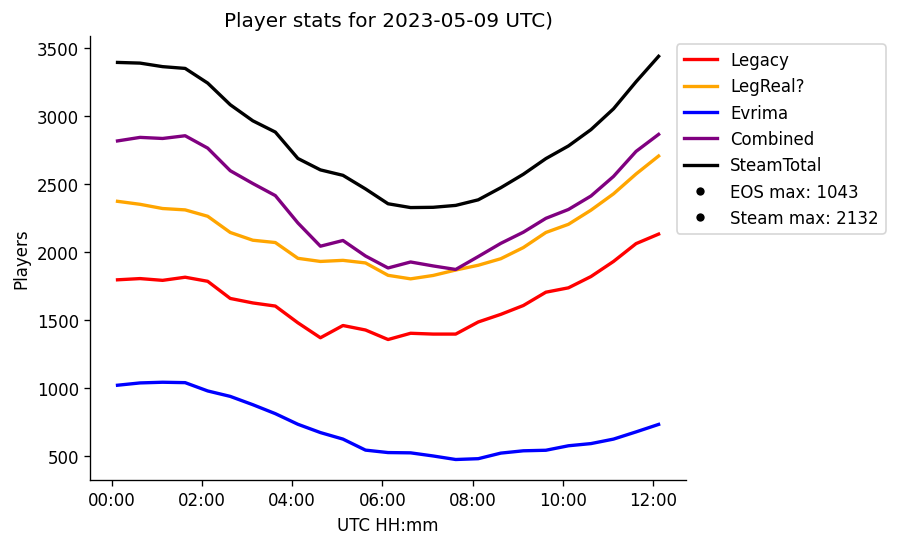 Player stats for 2023-05-09 UTC)
3500
3000
2500
2000
1500
1000
500
Players
00:00 02:00 04:00 06:00 08:00 10:00 12:00
UTC HH:mm
Legacy
LegReal?
Evrima
Combined
SteamTotal
EOS max: 1043
Steam max: 2132